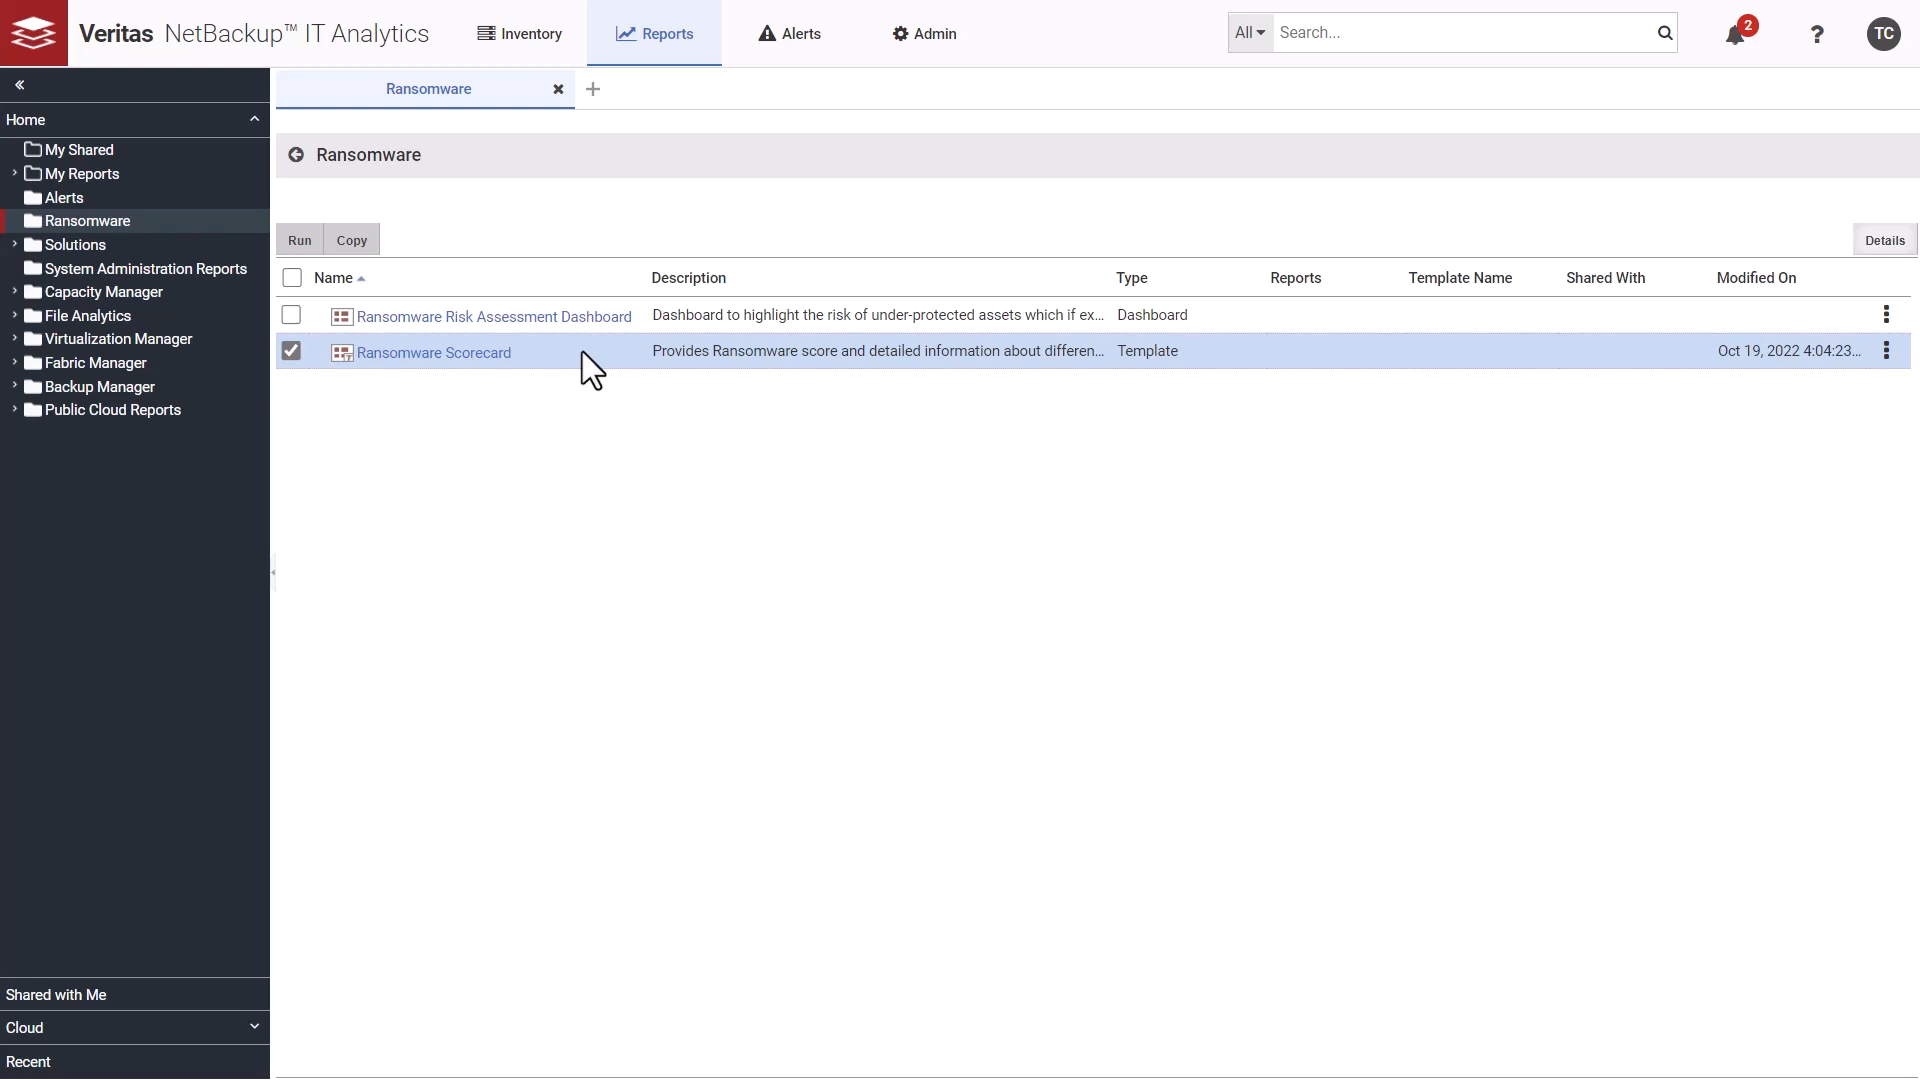 Veritas NetBackup™ IT Analytics
Inventory
Reports
Alerts
Admin
All
Search...
2
?
TC
«
Ransomware
+
Home
My Shared
My Reports
Alerts
Ransomware
Solutions
System Administration Reports
Capacity Manager
File Analytics
Virtualization Manager
Fabric Manager
Backup Manager
Public Cloud Reports
Shared with Me
Cloud
Recent
Ransomware
Run
Copy
Details
Name Description Type Reports Template Name Shared With Modified On
Ransomware Risk Assessment Dashboard Dashboard to highlight the risk of under-protected assets which if ex... Dashboard
Ransomware Scorecard Provides Ransomware score and detailed information about differen... Template Oct 19, 2022 4:04:23...